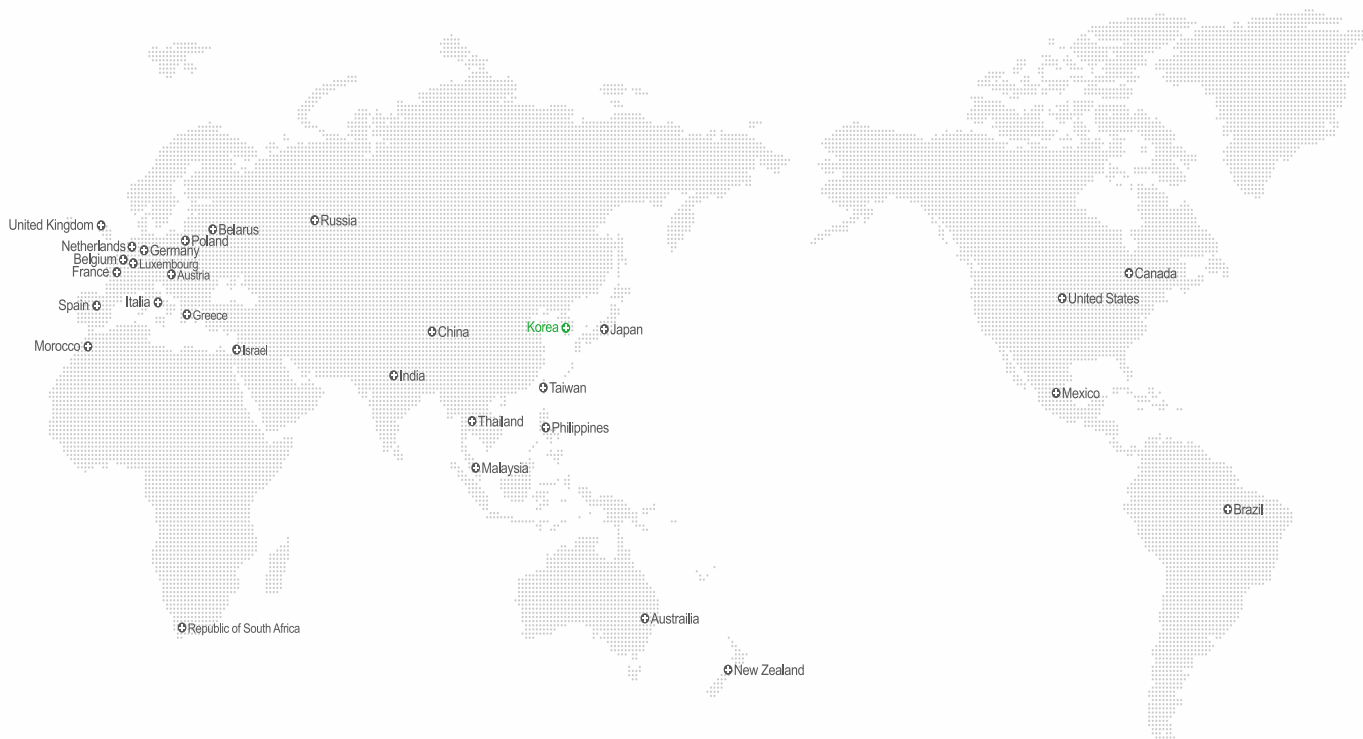 Russia
United Kingdom
Belarus
Poland
Netherlands
Germany
Belgium
Luxembourg
France
Austria
Canada
United States
Spain
Italia
Greece
China
Korea
Japan
Morocco
Israel
India
Taiwan
Mexico
Thailand
Philippines
Malaysia
Brazil
Austrailia
Republic of South Africa
New Zealand